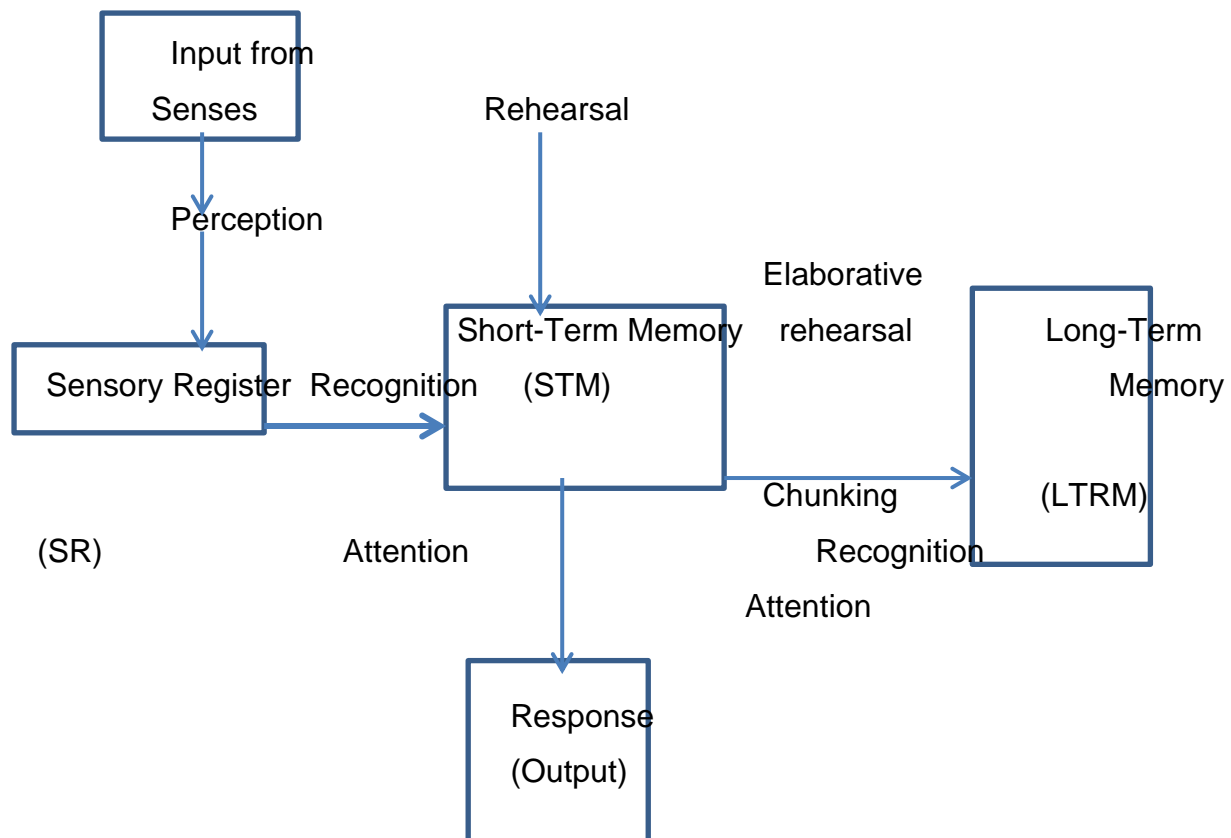 Input from
Senses Rehearsal
Perception
Elaborative
Short-Term Memory rehearsal Long-Term
Sensory Register Recognition (STM) Memory
Chunking (LTRM)
(SR) Attention Recognition
Attention
Response
(Output)